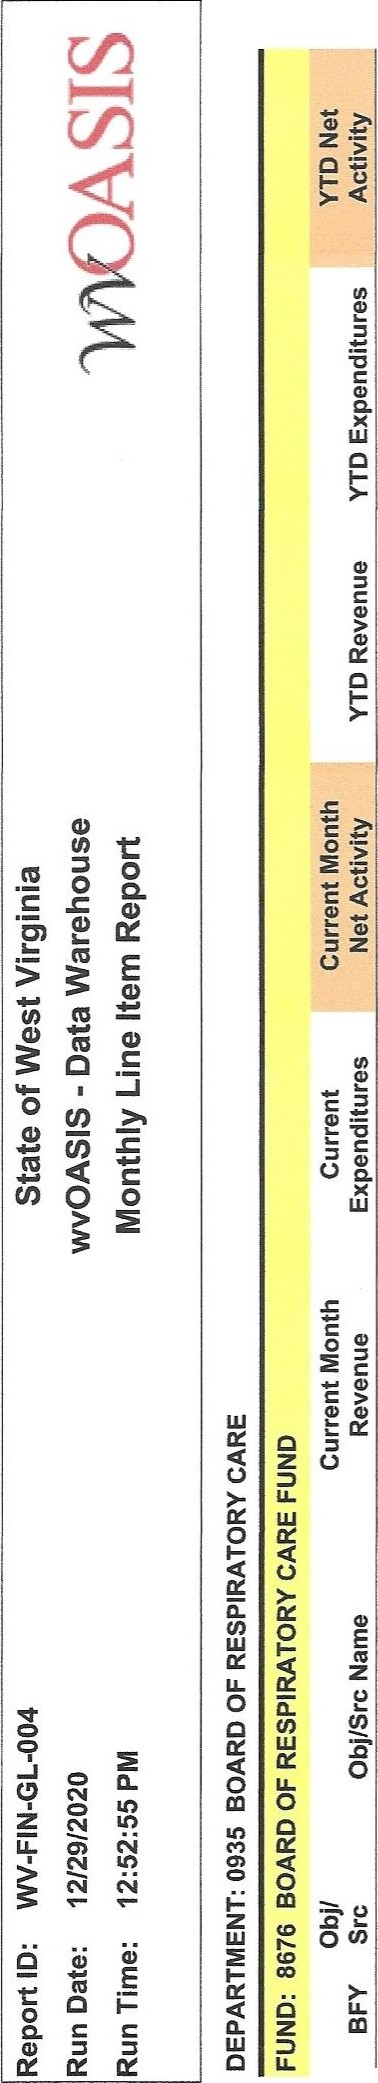 Report ID: WV-FIN-GL-004
Run Date: 12/29/2020
Run Time: 12:52:55 PM
State of West Virginia
wvOASIS - Data Warehouse
Monthly Line Item Report
wvOASIS
DEPARTMENT: 0935 BOARD OF RESPIRATORY CARE
FUND: 8676 BOARD OF RESPIRATORY CARE FUND
BFY
Obj/
Src
Obj/Src Name
Current Month
Revenue
Current
Expenditures
Current Month
Net Activity
YTD Revenue
YTD Expenditures
YTD Net
Activity